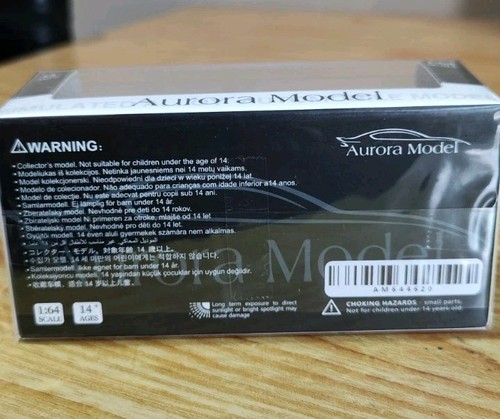 Aurora Model
⚠WARNING:
• Collector's model. Not suitable for children under the age of 14.
• Modeliukas iš kolekcijos. Netinka jaunesniems nei 14 metų vaikams.
• Model kolekcjonerski. Nieodpowiedni dla dzieci w wieku poniżej 14 lat.
• Modelo de colecionador. Não adequado para crianças com idade inferior a14 anos.
• Model de colecție. Nu este adecvat pentru copii sub 14 ani.
• Samlarmodell. Ej lämplig för barn under 14 år.
• Zberateľský model. Nevhodné pre deti do 14 rokov.
• Zbirateljski model. Ni primeren za otroke, mlajše od 14 let
• Sběratelský model. Nevhodné pro děti do 14 let.
• Gyűjtői modell. 14 éven aluli gyermekek számára nem alkalmas.
• コレクター・モデル。対象年齢 14 歳以上。
• 수집가 모델. 14 세 미만의 어린이에게는 적합하지 않습니다.
• Samlermodell. Ikke egnet for barn under 14 år.
• Koleksiyoncu modeli. 14 yaşından küçük çocuklar için uygun değildir.
• 收藏车模，适合 14 岁以上儿童
Aurora Model
Aurora Model
1:64
SCALE
14+
AGES
Long term exposure to direct
sunlight or bright spotlight may
cause damage
AM644620
CHOKING HAZARDS - small parts,
Not for children under 14 years old.